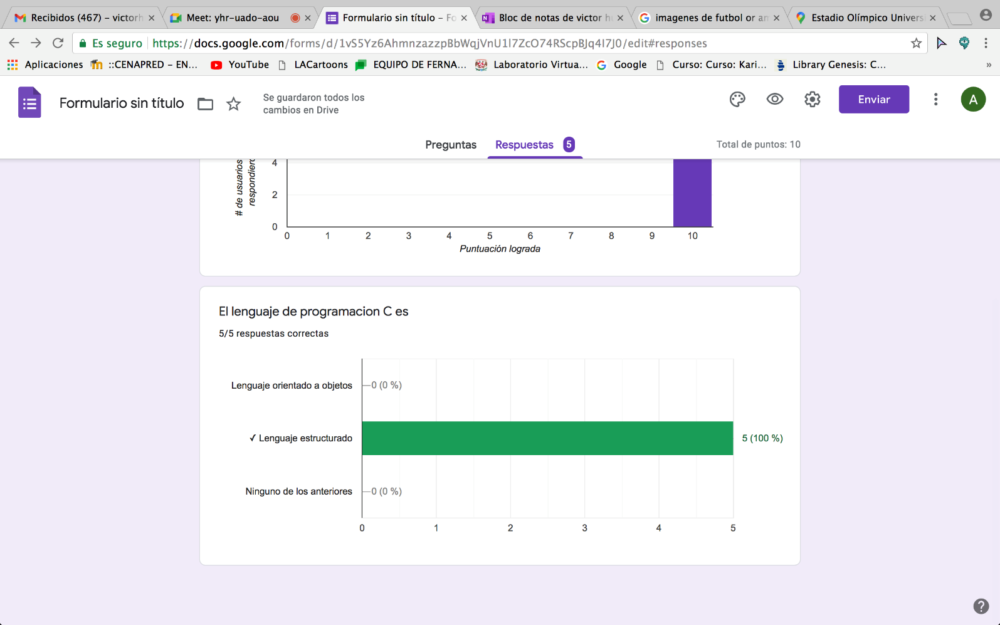 Recibidos (467) – victorh
Meet: yhr-uado-aou
Formulario sin título – Fo
Bloc de notas de victor h
imagenes de futbol or am
Estadio Olímpico Universi
Es seguro https://docs.google.com/forms/d/1vS5Yz6AhmnzazzpBbWqjVnU1l7ZcO74RScpBJq4I7J0/edit#responses
Aplicaciones ::CENAPRED – EN... YouTube LACartoons EQUIPO DE FERNA... Laboratorio Virtua... Google Curso: Curso: Kari... Library Genesis: C... »
Formulario sin título
Se guardaron todos los
cambios en Drive
Enviar
A
Preguntas Respuestas 5
Total de puntos: 10
# de usuarios
respondiero
4
2
0
0 1 2 3 4 5 6 7 8 9 10
Puntuación lograda
El lenguaje de programacion C es
5/5 respuestas correctas
Lenguaje orientado a objetos 0 (0 %)
✓ Lenguaje estructurado 5 (100 %)
Ninguno de los anteriores 0 (0 %)
0 1 2 3 4 5